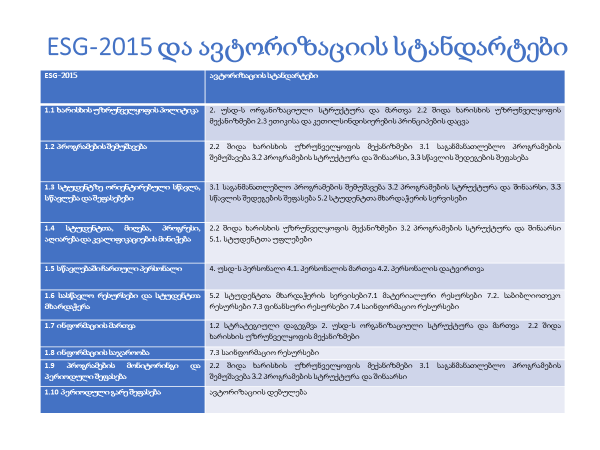 ESG-2015 და ავტორიზაციის სტანდარტები
ESG-2015
ავტორიზაციის სტანდარტები
1.1 ხარისხის უზრუნველყოფის პოლიტიკა
2. უსდ-ს ორგანიზაციული სტრუქტურა და მართვა 2.2 შიდა ხარისხის უზრუნველყოფის
მექანიზმები 2.3 ეთიკისა და კეთილსინდისიერების პრინციპების დაცვა
1.2 პროგრამების შემუშავება
2.2 შიდა ხარისხის უზრუნველყოფის მექანიზმები 3.1 საგანმანათლებლო პროგრამების
შემუშავება 3.2 პროგრამების სტრუქტურა და შინაარსი, 3.3 სწავლის შედეგების შეფასება
1.3 სტუდენტზე ორიენტირებული სწავლა,
სწავლება და შეფასებები
3.1 საგანმანათლებლო პროგრამების შემუშავება 3.2 პროგრამების სტრუქტურა და შინაარსი, 3.3
სწავლის შედეგების შეფასება 5.2 სტუდენტთა მხარდაჭერის სერვისები
1.4 სტუდენტთა, მიღება, პროგრესი,
აღიარება და კვალიფიკაციების მინიჭება
2.2 შიდა ხარისხის უზრუნველყოფის მექანიზმები 3.2 პროგრამების სტრუქტურა და შინაარსი
5.1. სტუდენტთა უფლებები
1.5 სწავლებაში ჩართული პერსონალი
4. უსდ-ს პერსონალი 4.1. პერსონალის მართვა 4.2. პერსონალის დატვირთვა
1.6 სასწავლო რესურსები და სტუდენტთა
მხარდაჭერა
5.2 სტუდენტთა მხარდაჭერის სერვისები7.1 მატერიალური რესურსები 7.2. საბიბლიოთეკო
რესურსები 7.3 ფინანსური რესურსები 7.4 საინფორმაციო რესურსები
1.7 ინფორმაციის მართვა
1.2 სტრატეგიული დაგეგმვა 2. უსდ-ს ორგანიზაციული სტრუქტურა და მართვა 2.2 შიდა
ხარისხის უზრუნველყოფის მექანიზმები
1.8 ინფორმაციის საჯაროობა
7.3 საინფორმაციო რესურსები
1.9 პროგრამების მონიტორინგი და
პერიოდული შეფასება
2.2 შიდა ხარისხის უზრუნველყოფის მექანიზმები 3.1 საგანმანათლებლო პროგრამების
შემუშავება 3.2 პროგრამების სტრუქტურა და შინაარსი
1.10 პერიოდული გარე შეფასება
ავტორიზაციის დებულება